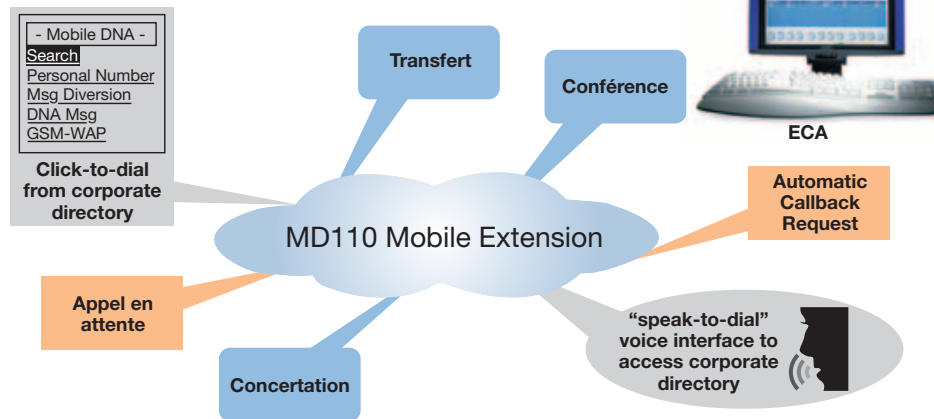 - Mobile DNA -
Search
Personal Number
Msg Diversion
DNA Msg
GSM-WAP
Click-to-dial
from corporate
directory
Transfert
Conférence
ECA
Automatic
Callback
Request
MD110 Mobile Extension
Appel en
attente
Concertation
“speak-to-dial”
voice interface to
access corporate
directory